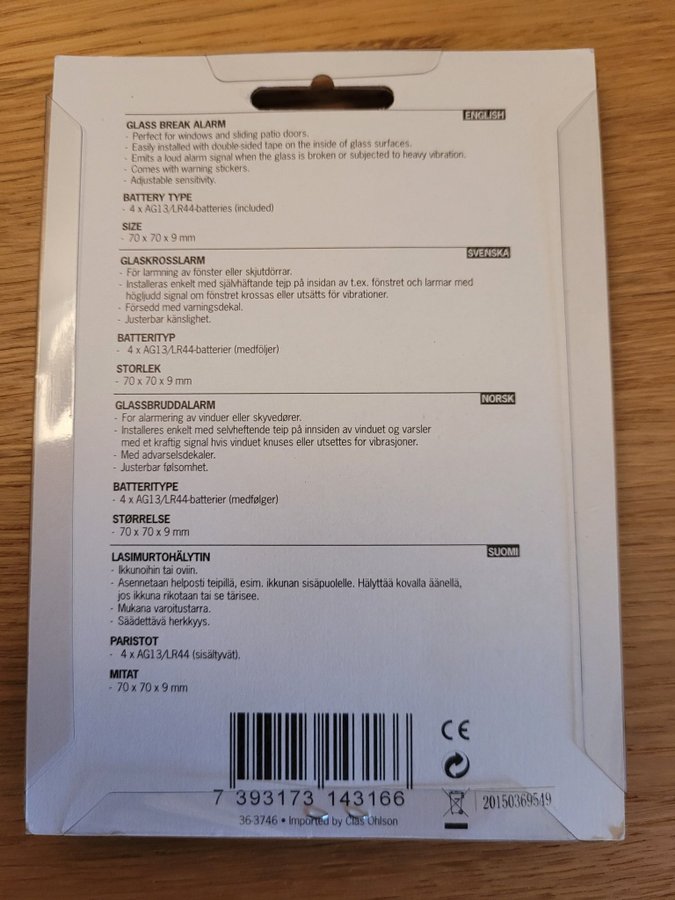 ENGLISH
GLASS BREAK ALARM
- Perfect for windows and sliding patio doors.
- Easily installed with double-sided tape on the inside of glass surfaces.
- Emits a loud alarm signal when the glass is broken or subjected to heavy vibration.
- Comes with warning stickers.
- Adjustable sensitivity.
BATTERY TYPE
- 4 x AG13/LR44-batteries (included)
SIZE
- 70 x 70 x 9 mm
SVENSKA
GLASKROSSLARM
- För larmning av fönster eller skjutdörrar.
- Installeras enkelt med självhäftande tejp på insidan av t.ex. fönstret och larmar med
högljudd signal om fönstret krossas eller utsätts för vibrationer.
- Försedd med varningsdekal.
- Justerbar känslighet.
BATTERITYP
- 4 x AG13/LR44-batterier (medföljer)
STORLEK
- 70 x 70 x 9 mm
NORSK
GLASSBRUDDALARM
- For alarmering av vinduer eller skyvedører.
- Installeres enkelt med selvheftende teip på innsiden av vinduet og varsler
med et kraftig signal hvis vinduet knuses eller utsettes for vibrasjoner.
- Med advarselsdekaler.
- Justerbar følsomhet.
BATTERITYPE
- 4 x AG13/LR44-batterier (medfølger)
STØRRELSE
- 70 x 70 x 9 mm
SUOMI
LASIMURTOHÄLYTIN
- Ikkunoihin tai oviin.
- Asennetaan helposti teipillä, esim. ikkunan sisäpuolelle. Hälyttää kovalla äänellä,
jos ikkuna rikotaan tai se tärisee.
- Mukana varoitustarra.
- Säädettävä herkkyys.
PARISTOT
- 4 x AG13/LR44 (sisältyvät).
MITAT
- 70 x 70 x 9 mm
CE
7 393173 143166
20150369549
36-3746 • Imported by Clas Ohlson